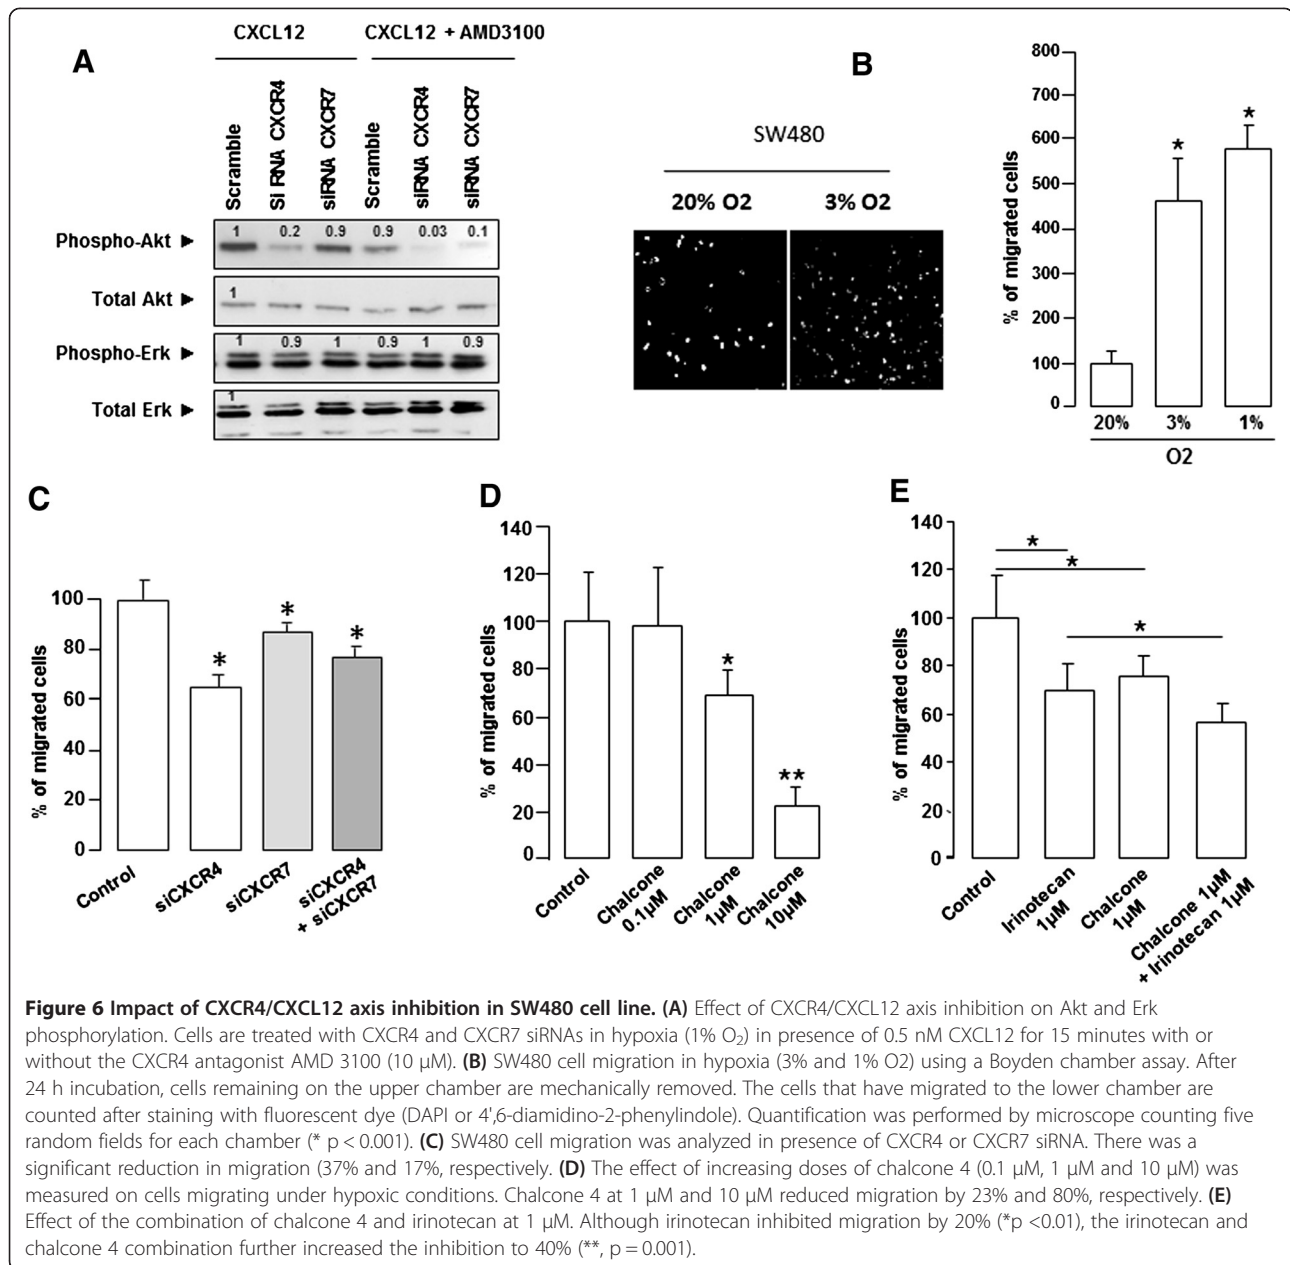 CXCL12
CXCL12 + AMD3100
A
Scramble
Si RNA CXCR4
siRNA CXCR7
Scramble
siRNA CXCR4
siRNA CXCR7
Phospho-Akt
1 0.2 0.9 0.9 0.03 0.1
Total Akt
1
Phospho-Erk
1 0.9 1 0.9 1 0.9
Total Erk
1
B
SW480
20% O2
3% O2
% of migrated cells
800
700
600
500
400
300
200
100
0
*
*
20%
3%
1%
O2
C
% of migrated cells
100
80
60
40
20
0
*
*
*
Control
siCXCR4
siCXCR7
siCXCR4
+ siCXCR7
D
% of migrated cells
140
120
100
80
60
40
20
0
*
**
Control
Chalcone
0.1µM
Chalcone
1µM
Chalcone
10µM
E
% of migrated cells
140
120
100
80
60
40
20
0
*
*
*
Control
Irinotecan
1µM
Chalcone
1µM
Chalcone 1µM
+ Irinotecan 1µM
Figure 6 Impact of CXCR4/CXCL12 axis inhibition in SW480 cell line. (A) Effect of CXCR4/CXCL12 axis inhibition on Akt and Erk
phosphorylation. Cells are treated with CXCR4 and CXCR7 siRNAs in hypoxia (1% O₂) in presence of 0.5 nM CXCL12 for 15 minutes with or
without the CXCR4 antagonist AMD 3100 (10 μM). (B) SW480 cell migration in hypoxia (3% and 1% O2) using a Boyden chamber assay. After
24 h incubation, cells remaining on the upper chamber are mechanically removed. The cells that have migrated to the lower chamber are
counted after staining with fluorescent dye (DAPI or 4',6-diamidino-2-phenylindole). Quantification was performed by microscope counting five
random fields for each chamber (* p < 0.001). (C) SW480 cell migration was analyzed in presence of CXCR4 or CXCR7 siRNA. There was a
significant reduction in migration (37% and 17%, respectively. (D) The effect of increasing doses of chalcone 4 (0.1 μM, 1 μM and 10 μM) was
measured on cells migrating under hypoxic conditions. Chalcone 4 at 1 μM and 10 μM reduced migration by 23% and 80%, respectively. (E)
Effect of the combination of chalcone 4 and irinotecan at 1 μM. Although irinotecan inhibited migration by 20% (*p <0.01), the irinotecan and
chalcone 4 combination further increased the inhibition to 40% (**, p = 0.001).